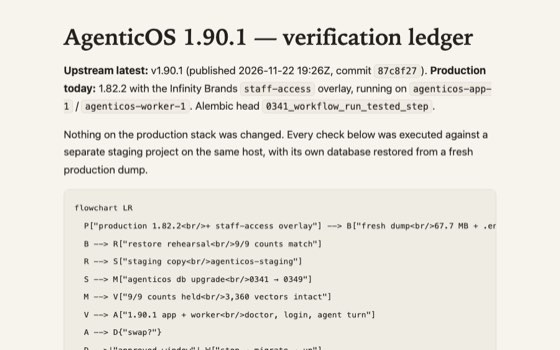 AgenticOS 1.90.1 — verification ledger
Upstream latest: v1.90.1 (published 2026-11-22 19:26Z, commit 87c8f27 ). Production
today: 1.82.2 with the Infinity Brands staff-access overlay, running on agenticos-app-
1 / agenticos-worker-1 . Alembic head 0341_workflow_run_tested_step .
Nothing on the production stack was changed. Every check below was executed against a
separate staging project on the same host, with its own database restored from a fresh
production dump.
flowchart LR
P["production 1.82.2<br/>+ staff-access overlay"] --> B["fresh dump<br/>67.7 MB + .en
B --> R["restore rehearsal<br/>9/9 counts match"]
R --> S["staging copy<br/>agenticos-staging"]
S --> M["agenticos db upgrade<br/>0341 → 0349"]
M --> V["9/9 counts held<br/>3,360 vectors intact"]
V --> A["1.90.1 app + worker<br/>doctor, login, agent turn"]
A --> D{"swap?"}